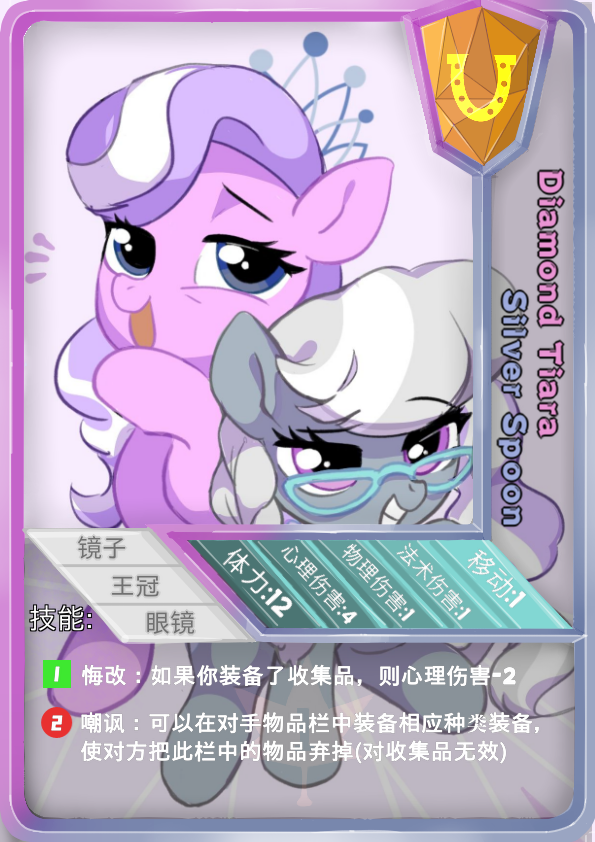 Diamond Tiara
Silver Spoon
镜子
王冠
眼镜
体力:12
心理伤害:4
物理伤害:1
法术伤害:1
移动:1
技能:
1 悔改：如果你装备了收集品，则心理伤害-2
2 嘲讽：可以在对手物品栏中装备相应种类装备，
使对方把此栏中的物品弃掉(对收集品无效)